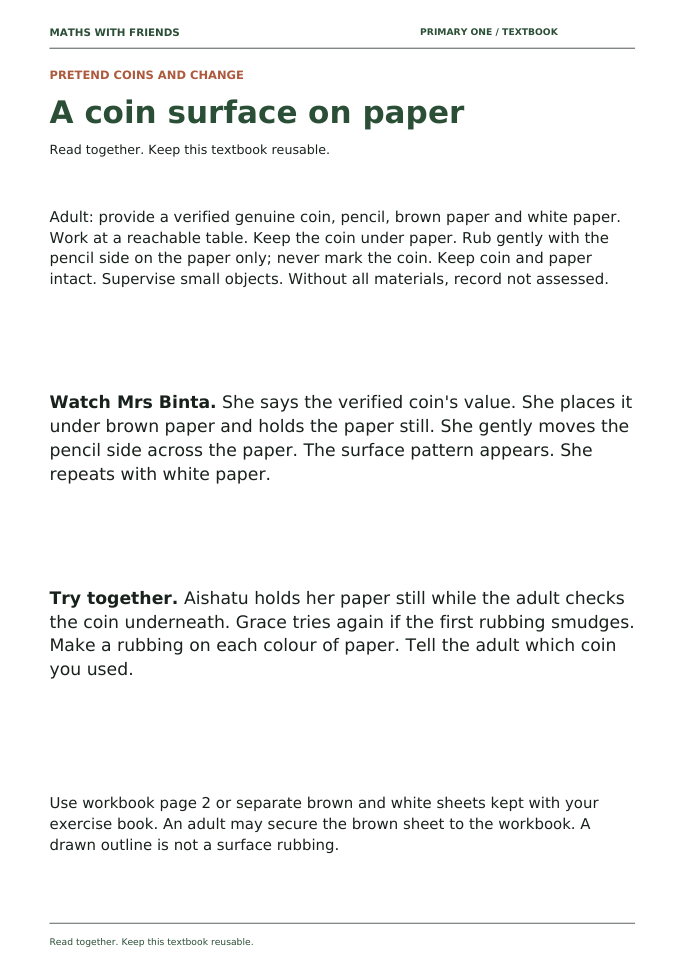 MATHS WITH FRIENDS
PRIMARY ONE / TEXTBOOK
PRETEND COINS AND CHANGE
A coin surface on paper
Read together. Keep this textbook reusable.
Adult: provide a verified genuine coin, pencil, brown paper and white paper.
Work at a reachable table. Keep the coin under paper. Rub gently with the
pencil side on the paper only; never mark the coin. Keep coin and paper
intact. Supervise small objects. Without all materials, record not assessed.
Watch Mrs Binta. She says the verified coin's value. She places it
under brown paper and holds the paper still. She gently moves the
pencil side across the paper. The surface pattern appears. She
repeats with white paper.
Try together. Aishatu holds her paper still while the adult checks
the coin underneath. Grace tries again if the first rubbing smudges.
Make a rubbing on each colour of paper. Tell the adult which coin
you used.
Use workbook page 2 or separate brown and white sheets kept with your
exercise book. An adult may secure the brown sheet to the workbook. A
drawn outline is not a surface rubbing.
Read together. Keep this textbook reusable.